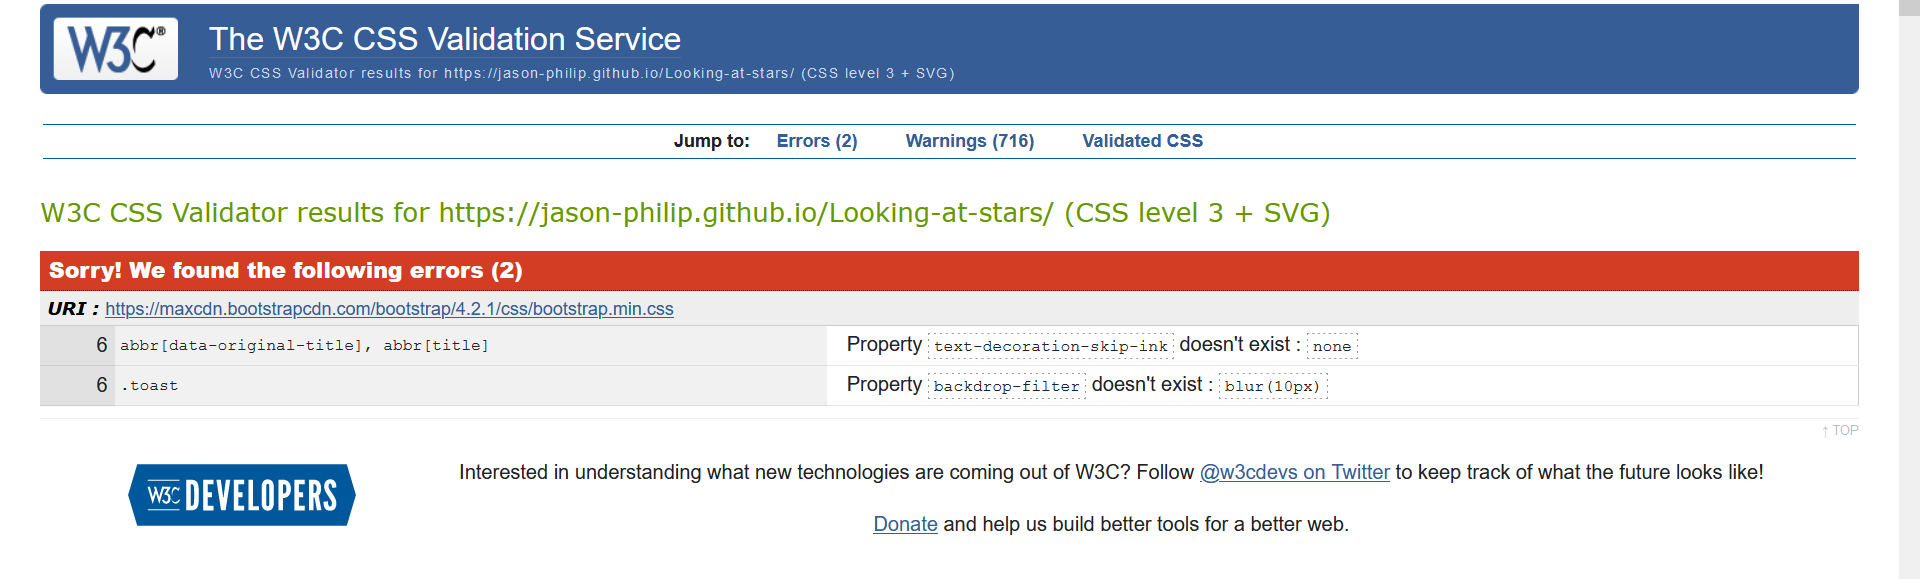 W3C®
The W3C CSS Validation Service
W3C CSS Validator results for https://jason-philip.github.io/Looking-at-stars/ (CSS level 3 + SVG)
Jump to: Errors (2) Warnings (716) Validated CSS
W3C CSS Validator results for https://jason-philip.github.io/Looking-at-stars/ (CSS level 3 + SVG)
Sorry! We found the following errors (2)
URI : https://maxcdn.bootstrapcdn.com/bootstrap/4.2.1/css/bootstrap.min.css
6 abbr[data-original-title], abbr[title] Property text-decoration-skip-ink doesn't exist : none
6 .toast Property backdrop-filter doesn't exist : blur(10px)
↑ TOP
W3C DEVELOPERS
Interested in understanding what new technologies are coming out of W3C? Follow @w3cdevs on Twitter to keep track of what the future looks like!
Donate and help us build better tools for a better web.